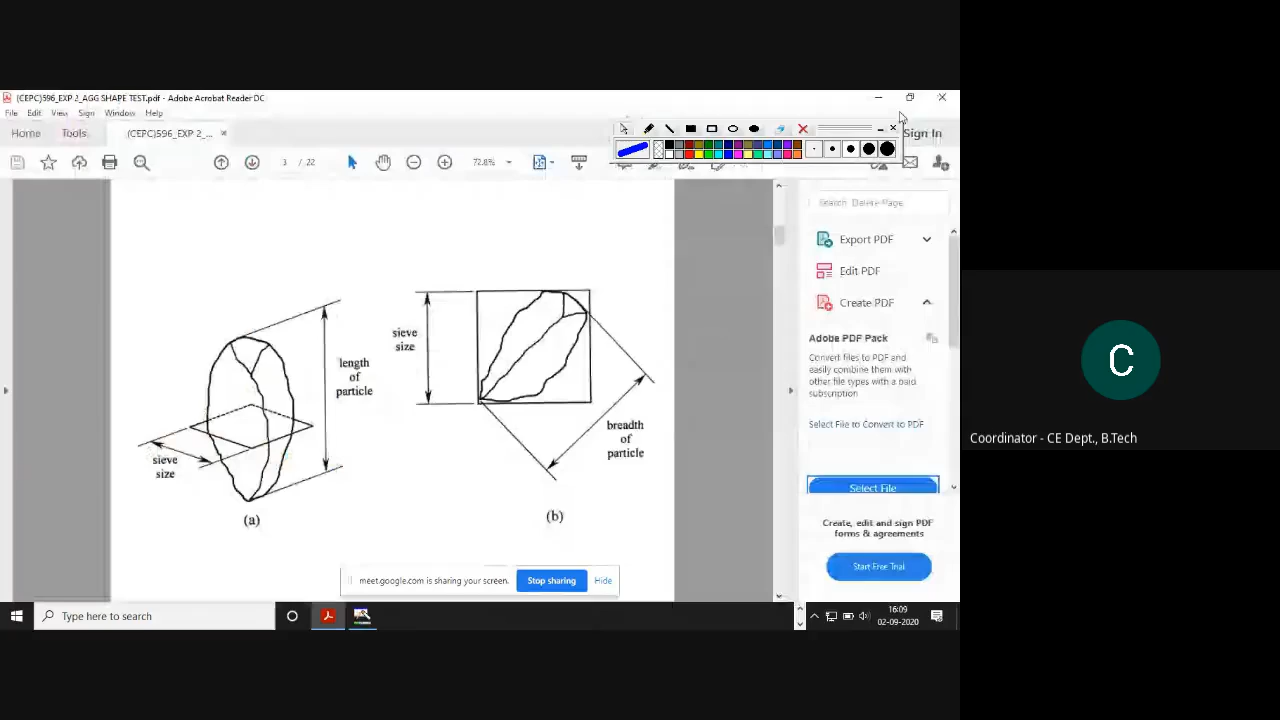 (CEPC)596_EXP 2_AGG SHAPE TEST.pdf - Adobe Acrobat Reader DC
File Edit View Sign Window Help
Home Tools (CEPC)596_EXP 2_... × Sign In
3 / 22 72.8%
Search 'Delete Page'
Export PDF
Edit PDF
Create PDF
Adobe PDF Pack
Convert files to PDF and
easily combine them with
other file types with a paid
subscription
Select File to Convert to PDF
Select File
Create, edit and sign PDF
forms & agreements
Start Free Trial
sieve
size
length
of
particle
(a)
sieve
size
breadth
of
particle
(b)
meet.google.com is sharing your screen.
Stop sharing
Hide
Type here to search
16:09
02-09-2020
C
Coordinator - CE Dept., B.Tech